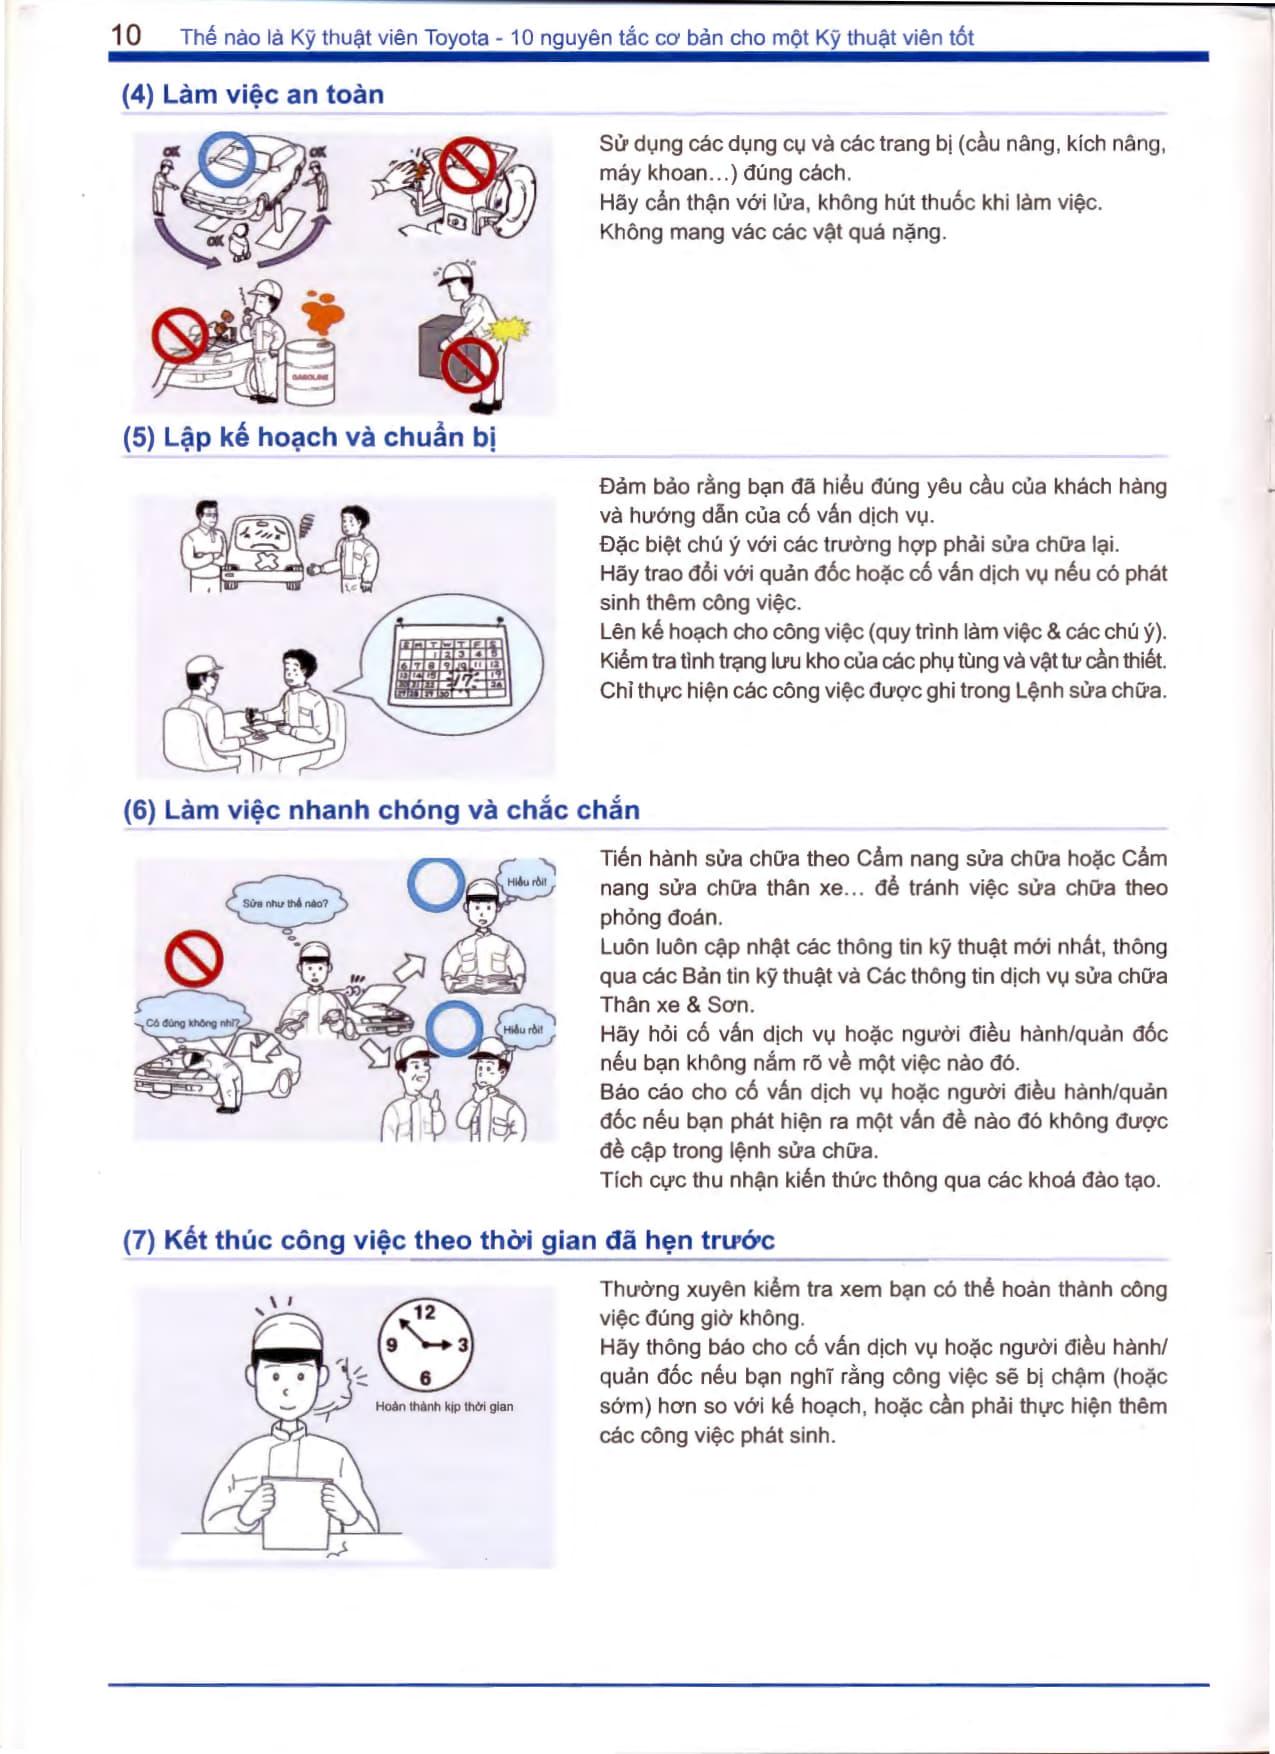 10 Thế nào là Kỹ thuật viên Toyota - 10 nguyên tắc cơ bản cho một Kỹ thuật viên tốt
(4) Làm việc an toàn
OK
OK
OK
GASOLINE
Sử dụng các dụng cụ và các trang bị (cầu nâng, kích nâng,
máy khoan...) đúng cách.
Hãy cẩn thận với lửa, không hút thuốc khi làm việc.
Không mang vác các vật quá nặng.
(5) Lập kế hoạch và chuẩn bị
S M T W T F S
1 2 3 4 5
6 7 8 9 10 11 12
17
Đảm bảo rằng bạn đã hiểu đúng yêu cầu của khách hàng
và hướng dẫn của cố vấn dịch vụ.
Đặc biệt chú ý với các trường hợp phải sửa chữa lại.
Hãy trao đổi với quản đốc hoặc cố vấn dịch vụ nếu có phát
sinh thêm công việc.
Lên kế hoạch cho công việc (quy trình làm việc & các chú ý).
Kiểm tra tình trạng lưu kho của các phụ tùng và vật tư cần thiết.
Chỉ thực hiện các công việc được ghi trong Lệnh sửa chữa.
(6) Làm việc nhanh chóng và chắc chắn
Hiểu rồi!
Sửa như thế nào?
Có đúng không nhỉ?
Hiểu rồi!
Tiến hành sửa chữa theo Cẩm nang sửa chữa hoặc Cẩm
nang sửa chữa thân xe... để tránh việc sửa chữa theo
phỏng đoán.
Luôn luôn cập nhật các thông tin kỹ thuật mới nhất, thông
qua các Bản tin kỹ thuật và Các thông tin dịch vụ sửa chữa
Thân xe & Sơn.
Hãy hỏi cố vấn dịch vụ hoặc người điều hành/quản đốc
nếu bạn không nắm rõ về một việc nào đó.
Báo cáo cho cố vấn dịch vụ hoặc người điều hành/quản
đốc nếu bạn phát hiện ra một vấn đề nào đó không được
đề cập trong lệnh sửa chữa.
Tích cực thu nhận kiến thức thông qua các khoá đào tạo.
(7) Kết thúc công việc theo thời gian đã hẹn trước
12
9 3
6
Hoàn thành kịp thời gian
Thường xuyên kiểm tra xem bạn có thể hoàn thành công
việc đúng giờ không.
Hãy thông báo cho cố vấn dịch vụ hoặc người điều hành/
quản đốc nếu bạn nghĩ rằng công việc sẽ bị chậm (hoặc
sớm) hơn so với kế hoạch, hoặc cần phải thực hiện thêm
các công việc phát sinh.